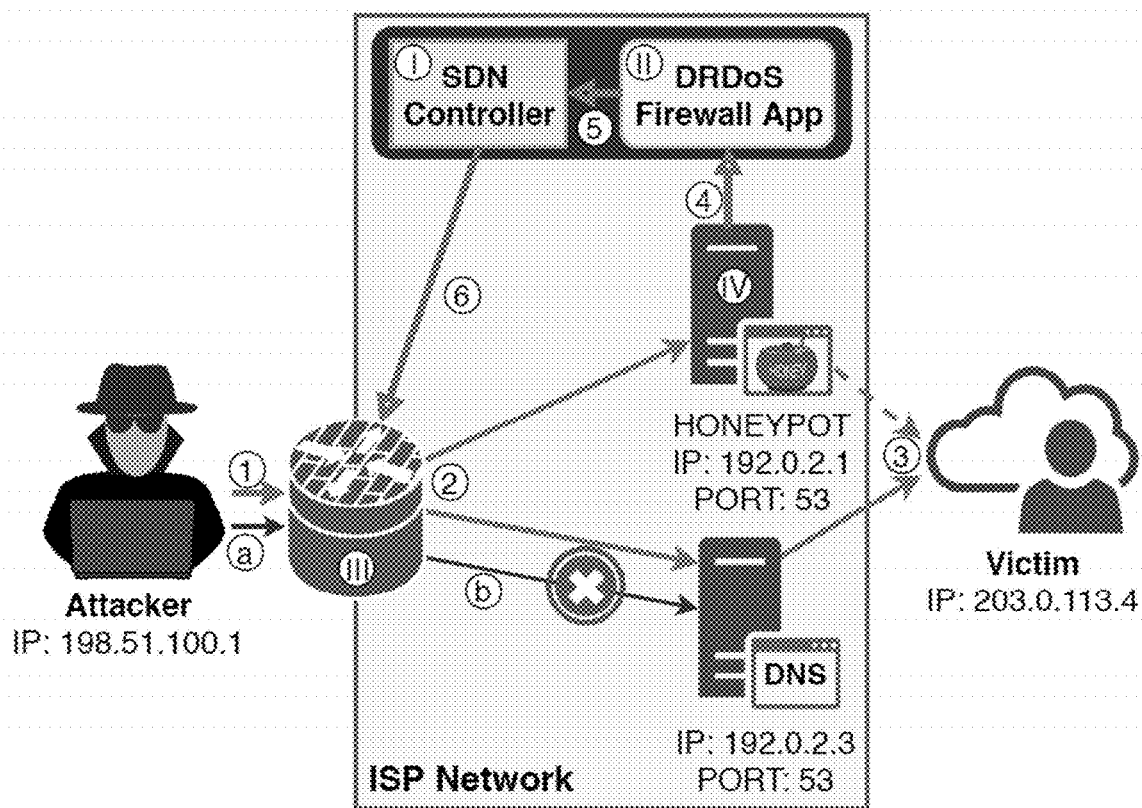 I
SDN
Controller
5
II
DRDoS
Firewall App
4
6
IV
HONEYPOT
IP: 192.0.2.1
PORT: 53
1
2
3
a
III
b
Attacker
IP: 198.51.100.1
Victim
IP: 203.0.113.4
DNS
IP: 192.0.2.3
PORT: 53
ISP Network